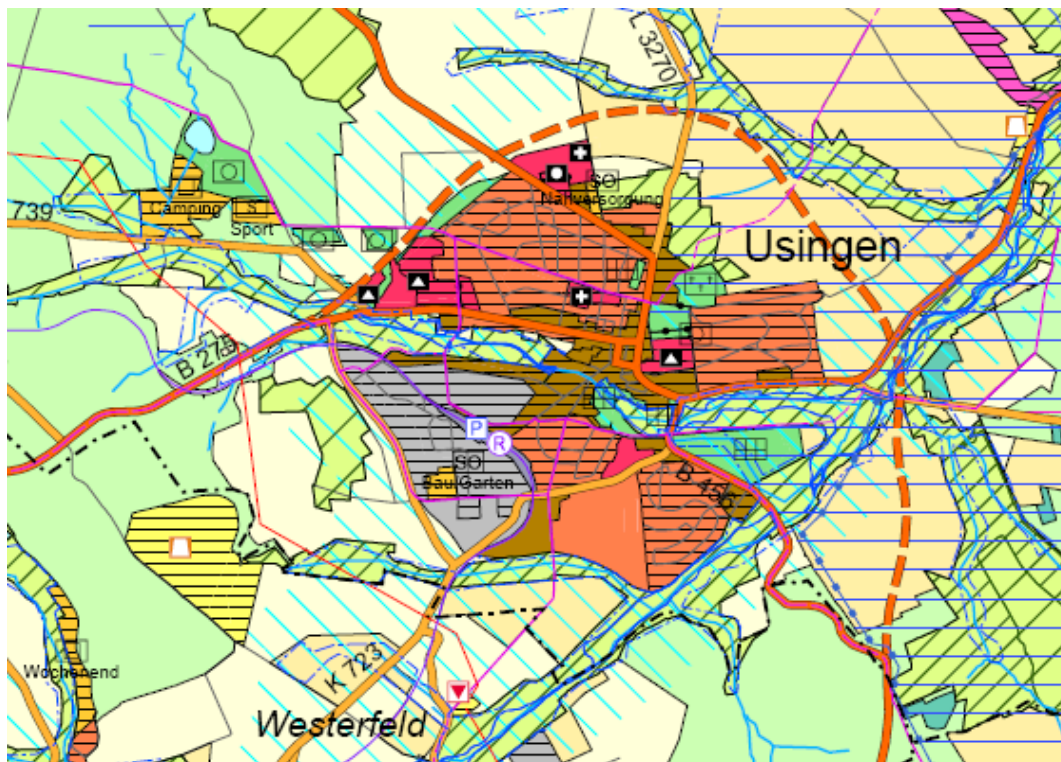 L 3270
SO
Nahversorgung
Camping
S
Sport
739
Usingen
B 275
P
R
SO
Bau/Garten
B 456
Wochenend
K 723
Westerfeld